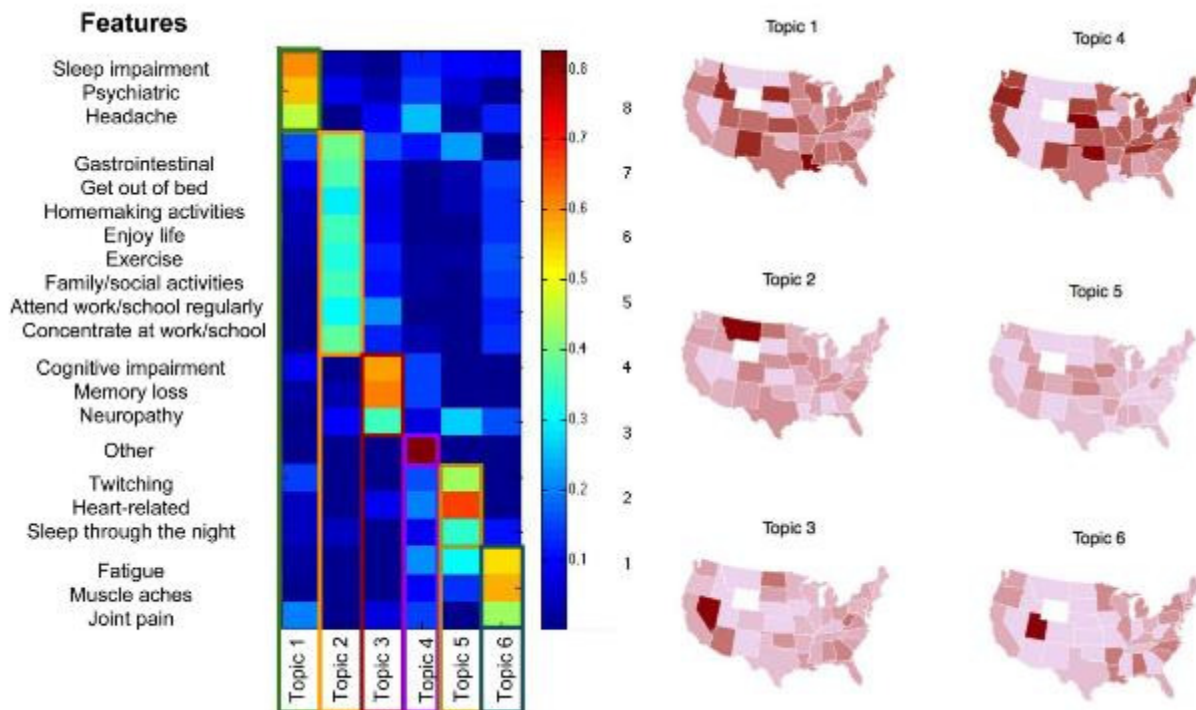 Features
Sleep impairment
Psychiatric
Headache
Gastrointestinal
Get out of bed
Homemaking activities
Enjoy life
Exercise
Family/social activities
Attend work/school regularly
Concentrate at work/school
Cognitive impairment
Memory loss
Neuropathy
Other
Twitching
Heart-related
Sleep through the night
Fatigue
Muscle aches
Joint pain
Topic 1
Topic 2
Topic 3
Topic 4
Topic 5
Topic 6
0.8
0.7
0.6
0.5
0.4
0.3
0.2
0.1
8
7
6
5
4
3
2
1
Topic 1
Topic 4
Topic 2
Topic 5
Topic 3
Topic 6